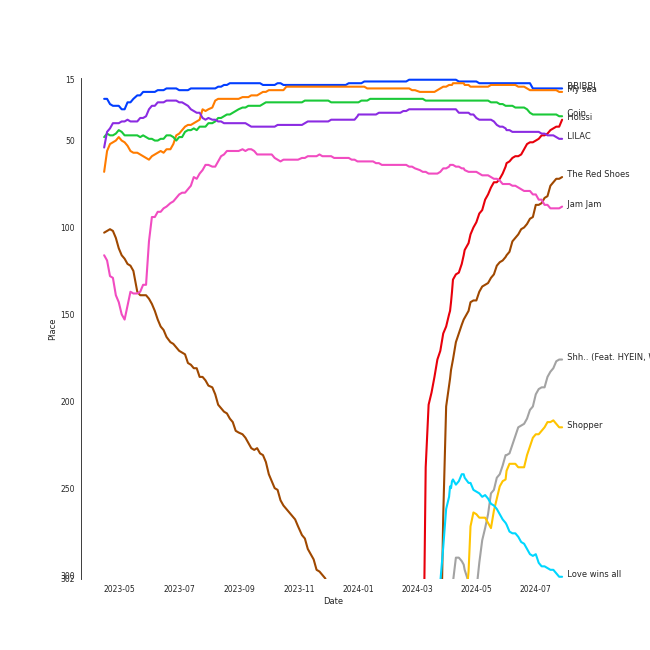 15
BBIBBI
My sea
Coin
Holssi
50
LILAC
The Red Shoes
Jam Jam
100
150
200
250
300
302
Place
Shh.. (Feat. HYEIN, W
Shopper
Love wins all
2023-05 2023-07 2023-09 2023-11 2024-01 2024-03 2024-05 2024-07
Date